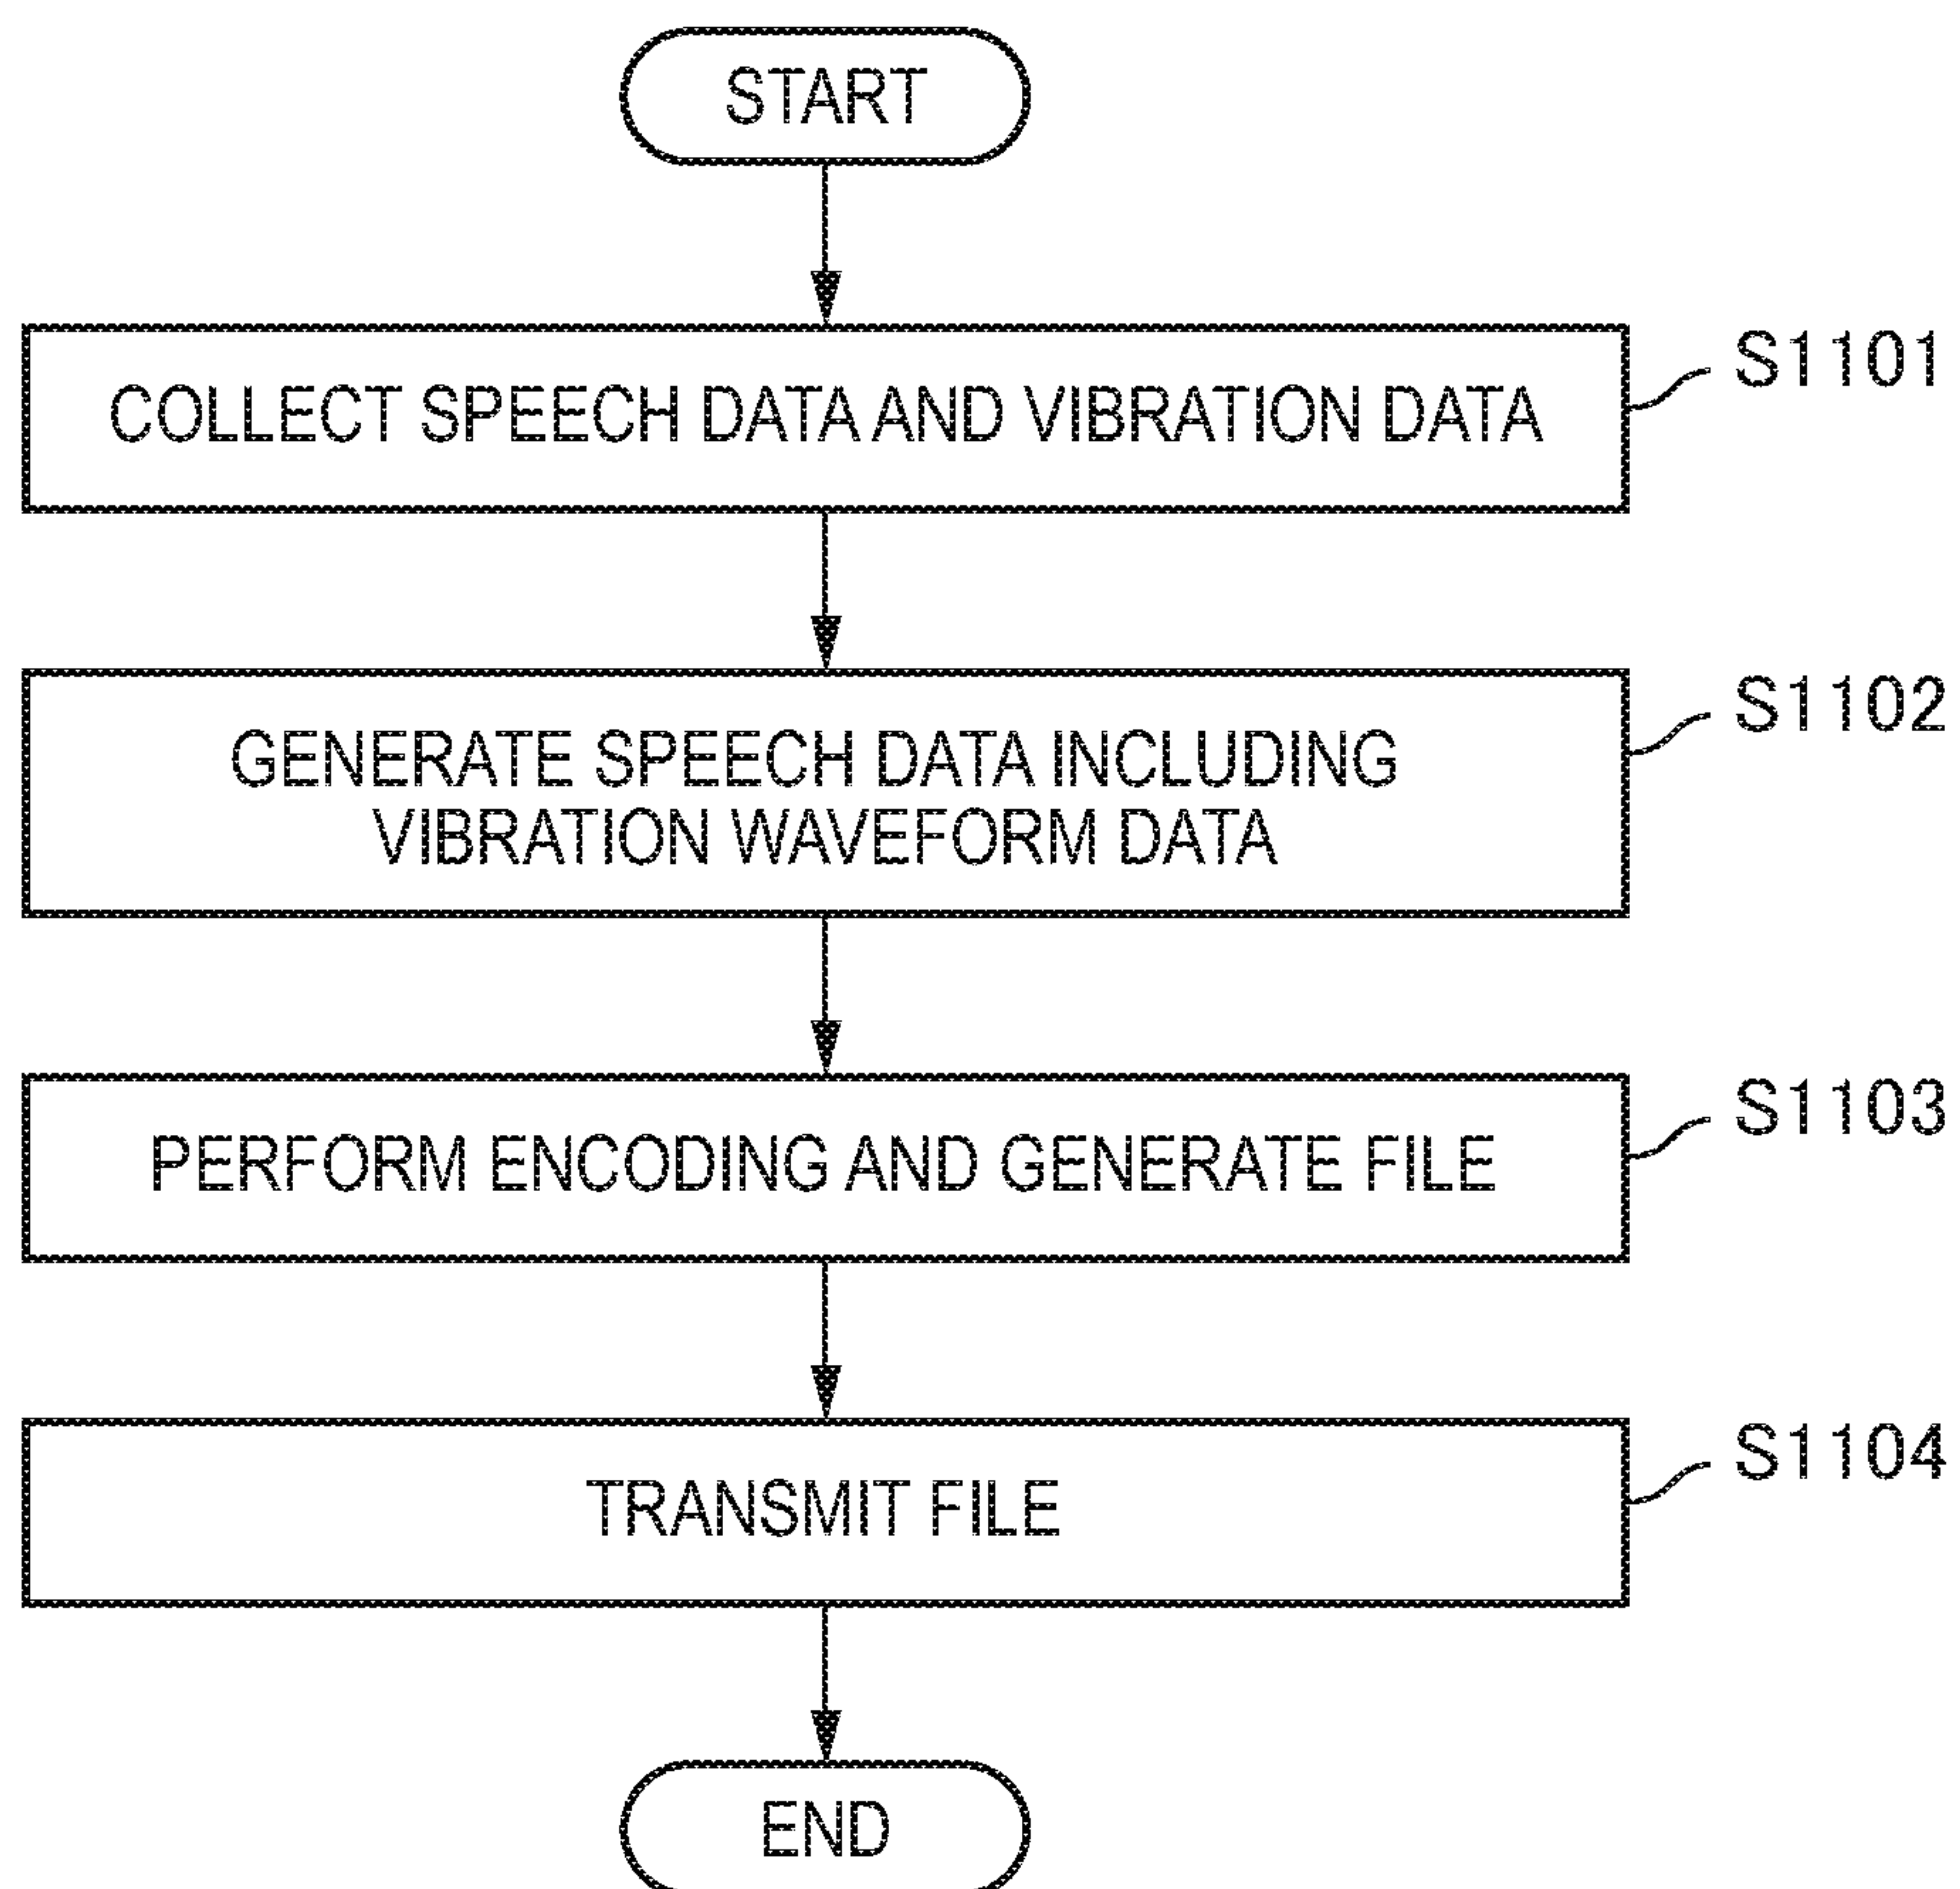 START
COLLECT SPEECH DATA AND VIBRATION DATA
S1101
GENERATE SPEECH DATA INCLUDING
VIBRATION WAVEFORM DATA
S1102
PERFORM ENCODING AND GENERATE FILE
S1103
TRANSMIT FILE
S1104
END